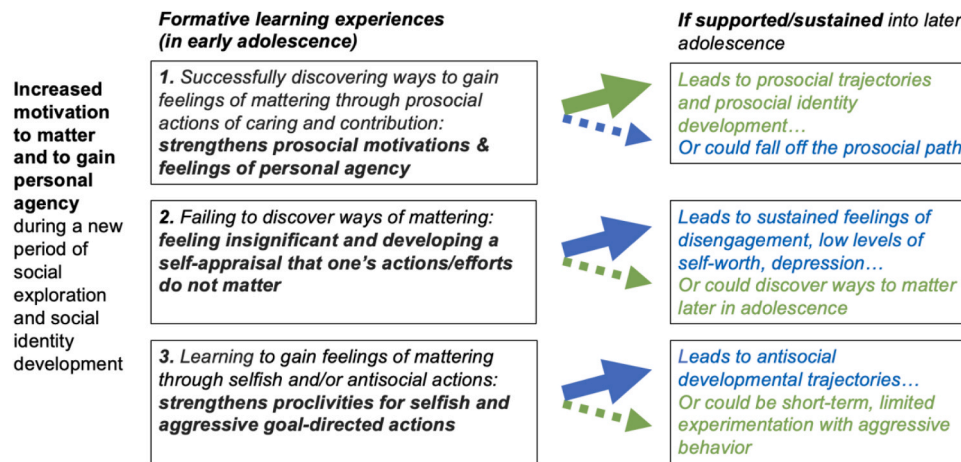 Formative learning experiences
(in early adolescence)
If supported/sustained into later
adolescence
Increased
motivation
to matter
and to gain
personal
agency
during a new
period of
social
exploration
and social
identity
development
1. Successfully discovering ways to gain
feelings of mattering through prosocial
actions of caring and contribution:
strengthens prosocial motivations &
feelings of personal agency
Leads to prosocial trajectories
and prosocial identity
development…
Or could fall off the prosocial path
2. Failing to discover ways of mattering:
feeling insignificant and developing a
self-appraisal that one's actions/efforts
do not matter
Leads to sustained feelings of
disengagement, low levels of
self-worth, depression…
Or could discover ways to matter
later in adolescence
3. Learning to gain feelings of mattering
through selfish and/or antisocial actions:
strengthens proclivities for selfish and
aggressive goal-directed actions
Leads to antisocial
developmental trajectories…
Or could be short-term, limited
experimentation with aggressive
behavior